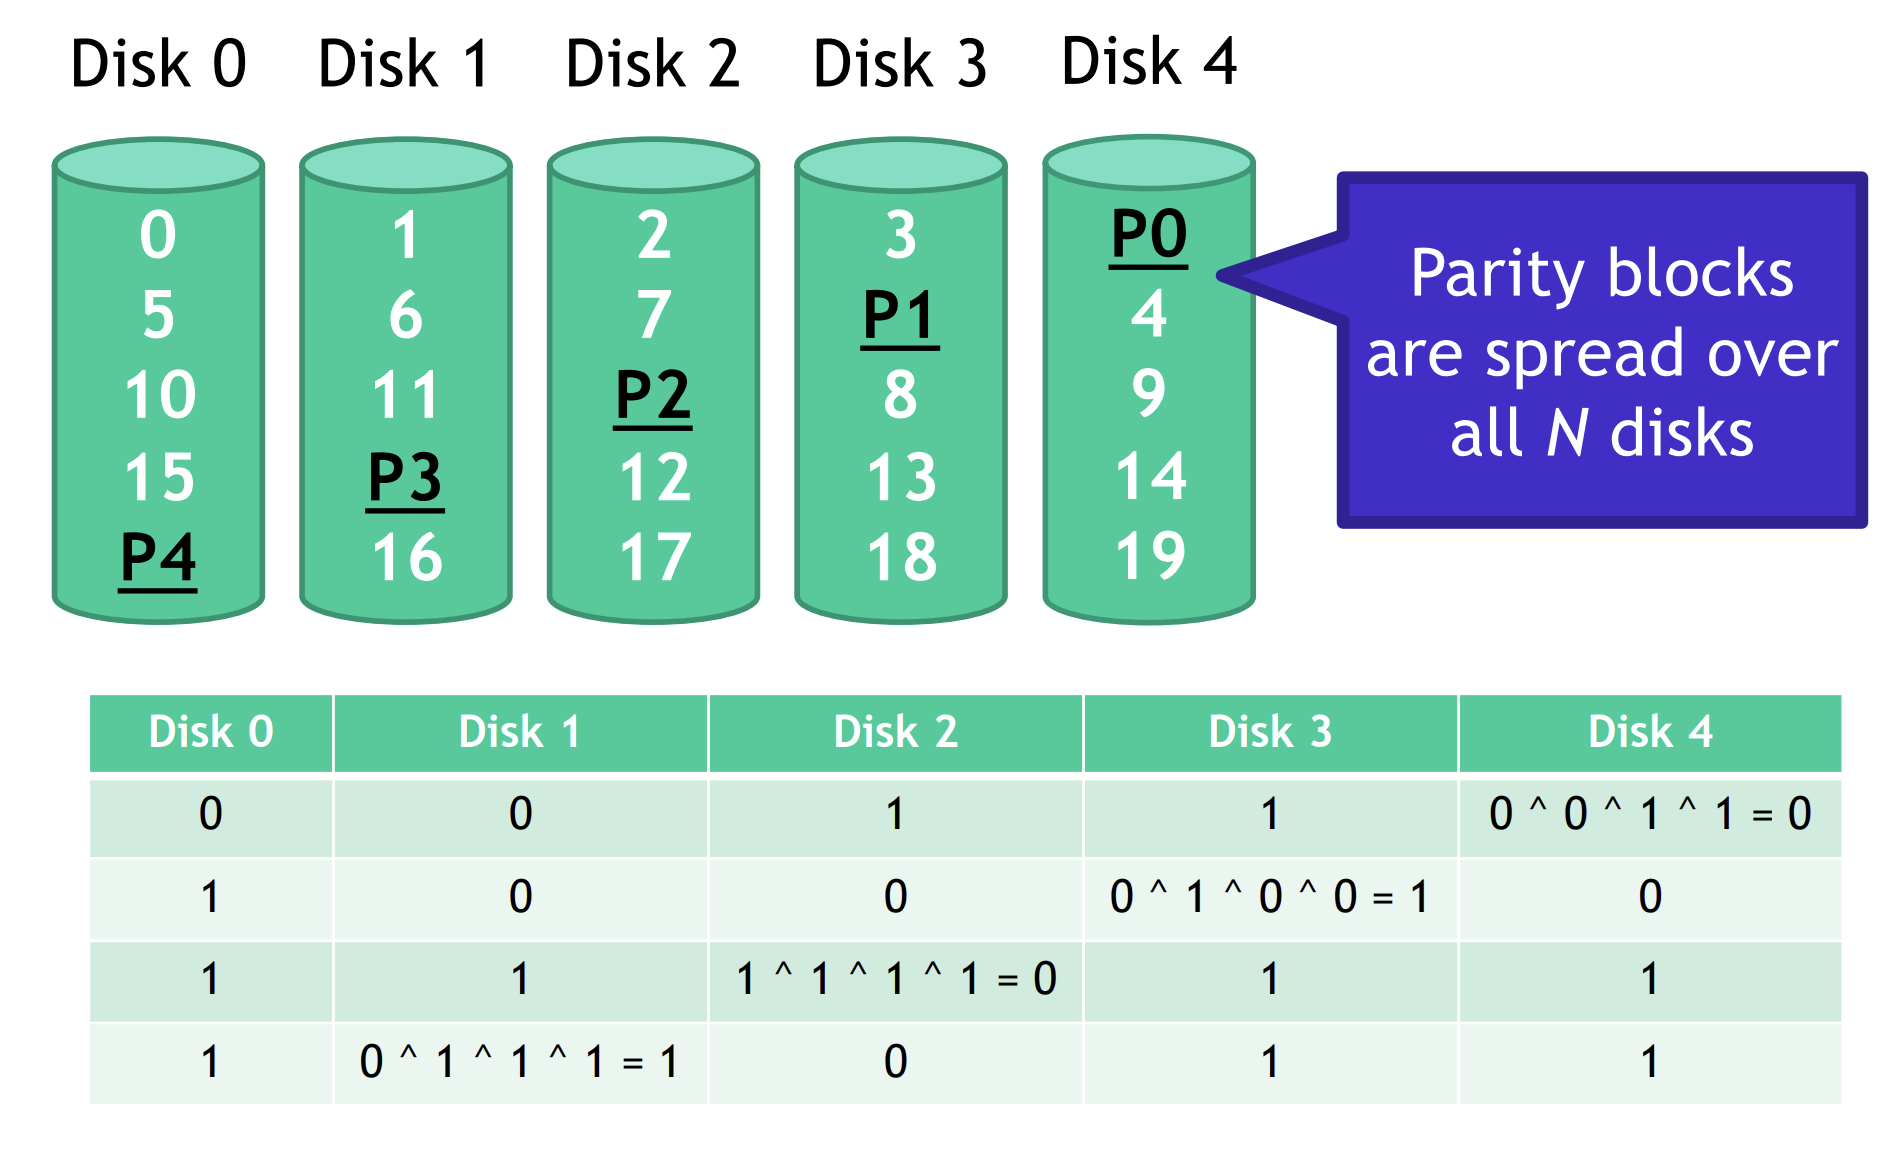 Disk 0 Disk 1 Disk 2 Disk 3 Disk 4
0 1 2 3 P0
5 6 7 P1 4
10 11 P2 8 9
15 P3 12 13 14
P4 16 17 18 19
Parity blocks
are spread over
all N disks
Disk 0 Disk 1 Disk 2 Disk 3 Disk 4
0 0 1 1 0 ^ 0 ^ 1 ^ 1 = 0
1 0 0 0 ^ 1 ^ 0 ^ 0 = 1 0
1 1 1 ^ 1 ^ 1 ^ 1 = 0 1 1
1 0 ^ 1 ^ 1 ^ 1 = 1 0 1 1